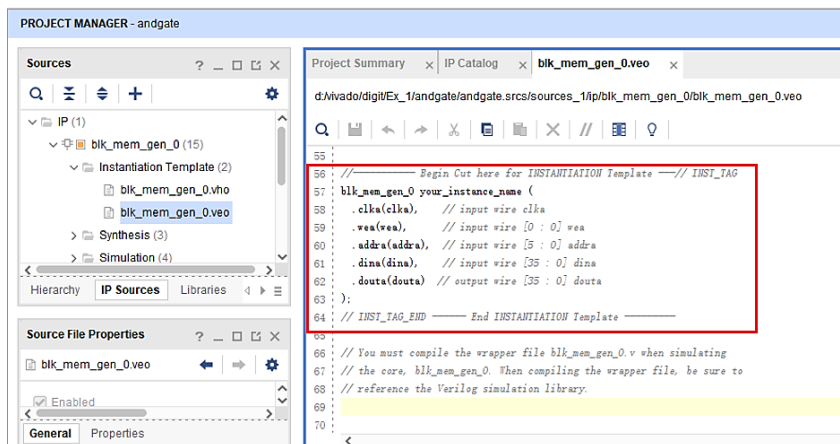 PROJECT MANAGER - andgate
Sources
? _
IP (1)
blk_mem_gen_0 (15)
Instantiation Template (2)
blk_mem_gen_0.vho
blk_mem_gen_0.veo
Synthesis (3)
Simulation (4)
Hierarchy IP Sources Libraries
Source File Properties
? _
blk_mem_gen_0.veo
Enabled
General Properties
Project Summary × IP Catalog × blk_mem_gen_0.veo ×
d:/vivado/digit/Ex_1/andgate/andgate.srcs/sources_1/ip/blk_mem_gen_0/blk_mem_gen_0.veo
55
56 //----------- Begin Cut here for INSTANTIATION Template ---// INST_TAG
57 blk_mem_gen_0 your_instance_name (
58 .clka(clka), // input wire clka
59 .wea(wea), // input wire [0 : 0] wea
60 .addra(addra), // input wire [5 : 0] addra
61 .dina(dina), // input wire [35 : 0] dina
62 .douta(douta) // output wire [35 : 0] douta
63 );
64 // INST_TAG_END ------ End INSTANTIATION Template ---------
65
66 // You must compile the wrapper file blk_mem_gen_0.v when simulating
67 // the core, blk_mem_gen_0. When compiling the wrapper file, be sure to
68 // reference the Verilog simulation library.
69
70